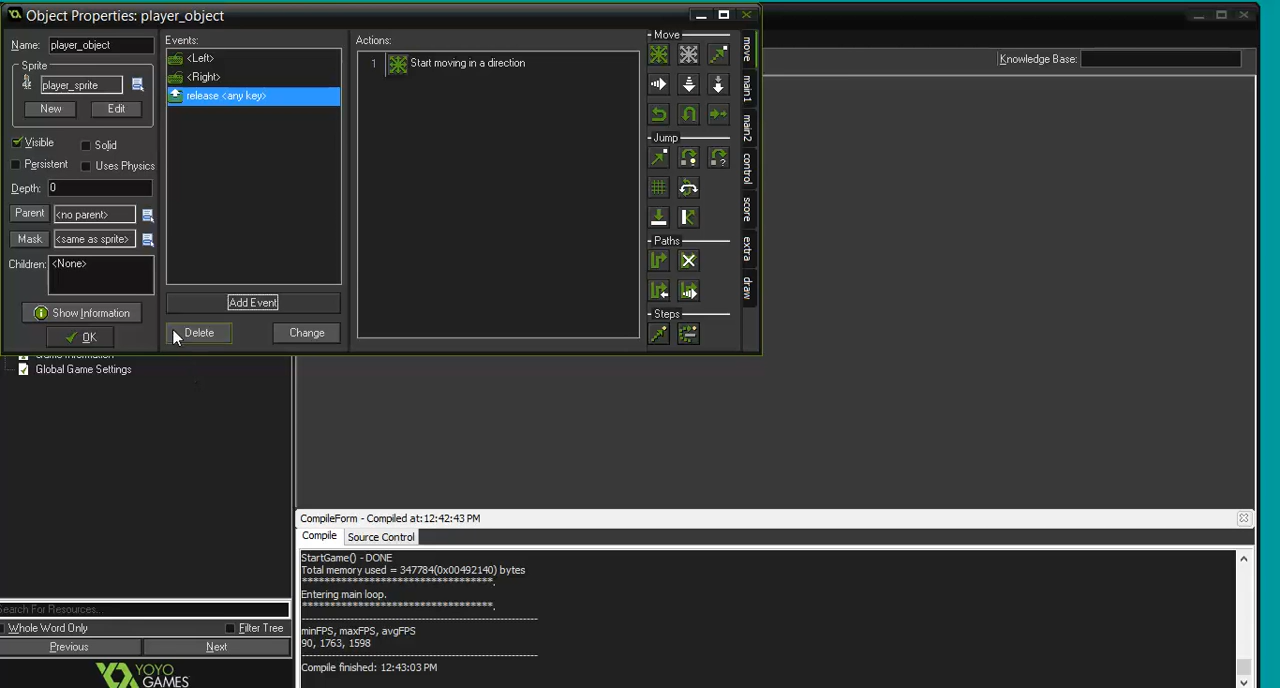 Object Properties: player_object
Name: player_object
Sprite
player_sprite
New Edit
Visible Solid
Persistent Uses Physics
Depth: 0
Parent <no parent>
Mask <same as sprite>
Children: <None>
Show Information
OK
Events:
<Left>
<Right>
release <any key>
Add Event
Delete Change
Actions:
1 Start moving in a direction
Move
Jump
Paths
Steps
move
main1
main2
control
score
extra
draw
Knowledge Base:
Global Game Settings
Search For Resources...
Whole Word Only Filter Tree
Previous Next
YOYO
GAMES
CompileForm - Compiled at:12:42:43 PM
Compile Source Control
StartGame() - DONE
Total memory used = 347784(0x00492140) bytes
Entering main loop.
minFPS, maxFPS, avgFPS
90, 1763, 1598
Compile finished: 12:43:03 PM